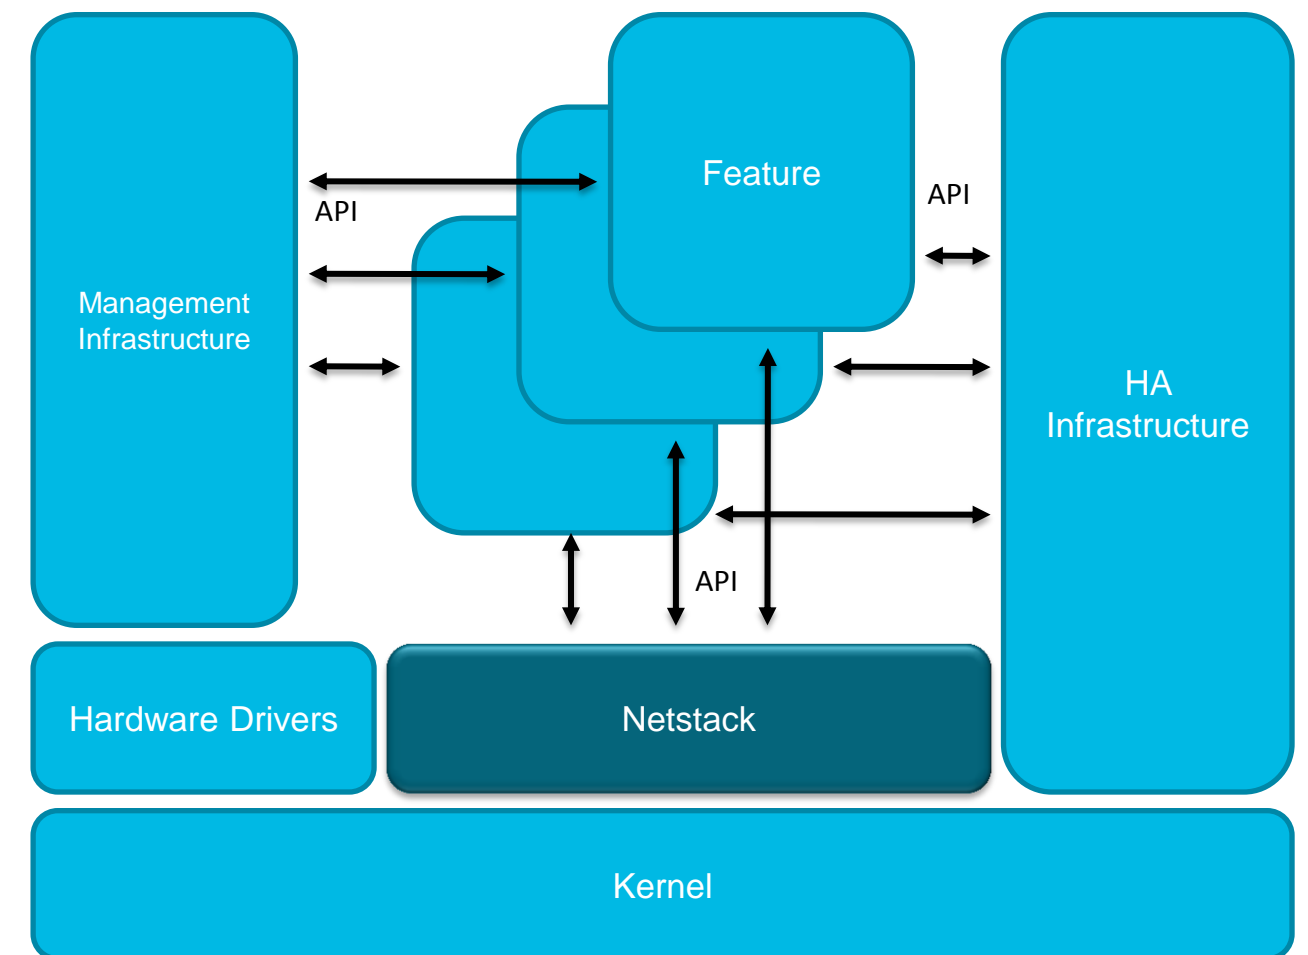 Feature
API
API
Management
Infrastructure
HA
Infrastructure
API
Hardware Drivers
Netstack
Kernel